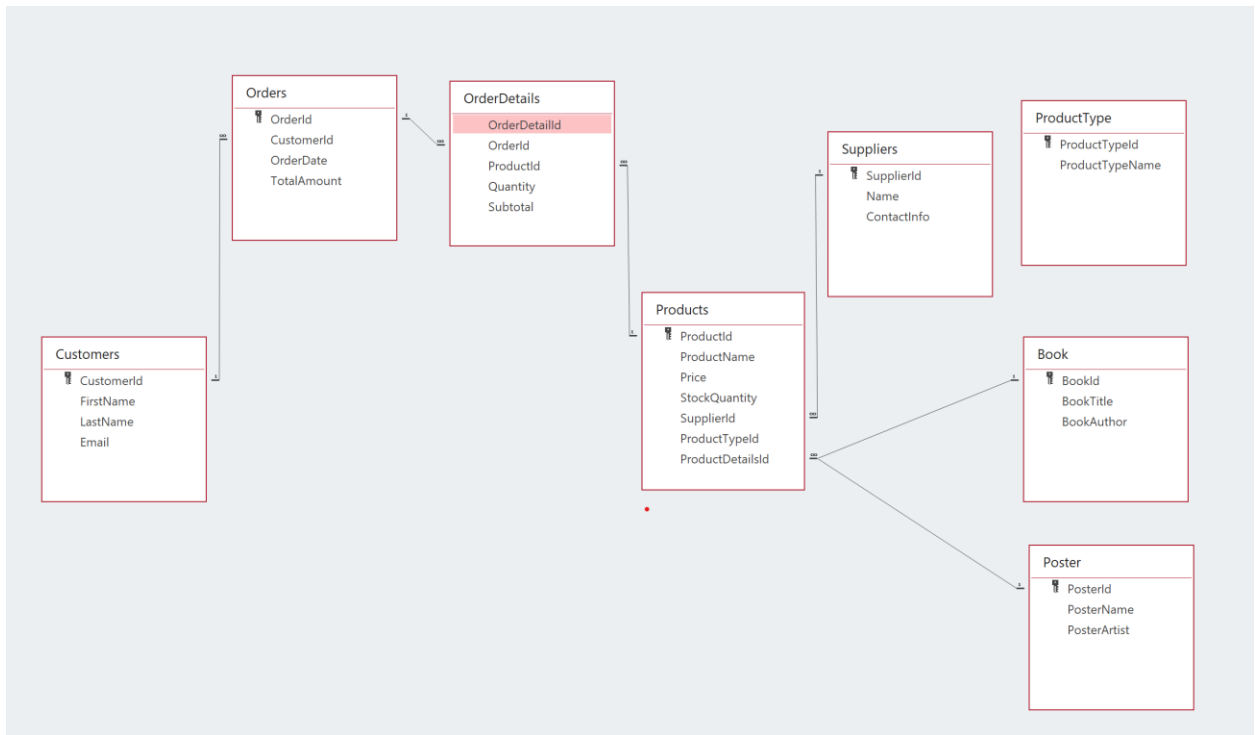 Orders
OrderId
CustomerId
OrderDate
TotalAmount
OrderDetails
OrderDetailId
OrderId
ProductId
Quantity
Subtotal
Suppliers
SupplierId
Name
ContactInfo
ProductType
ProductTypeId
ProductTypeName
Customers
CustomerId
FirstName
LastName
Email
Products
ProductId
ProductName
Price
StockQuantity
SupplierId
ProductTypeId
ProductDetailsId
Book
BookId
BookTitle
BookAuthor
Poster
PosterId
PosterName
PosterArtist